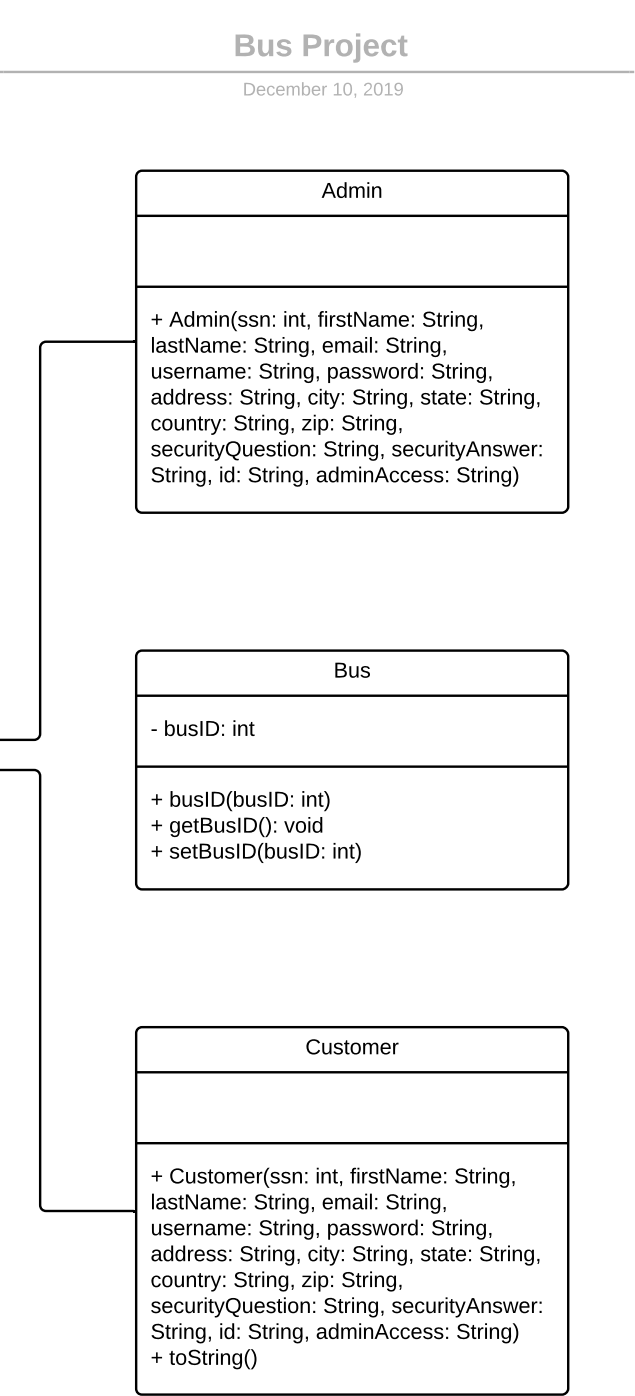 Bus Project
December 10, 2019
Admin
+ Admin(ssn: int, firstName: String,
lastName: String, email: String,
username: String, password: String,
address: String, city: String, state: String,
country: String, zip: String,
securityQuestion: String, securityAnswer:
String, id: String, adminAccess: String)
Bus
- busID: int
+ busID(busID: int)
+ getBusID(): void
+ setBusID(busID: int)
Customer
+ Customer(ssn: int, firstName: String,
lastName: String, email: String,
username: String, password: String,
address: String, city: String, state: String,
country: String, zip: String,
securityQuestion: String, securityAnswer:
String, id: String, adminAccess: String)
+ toString()